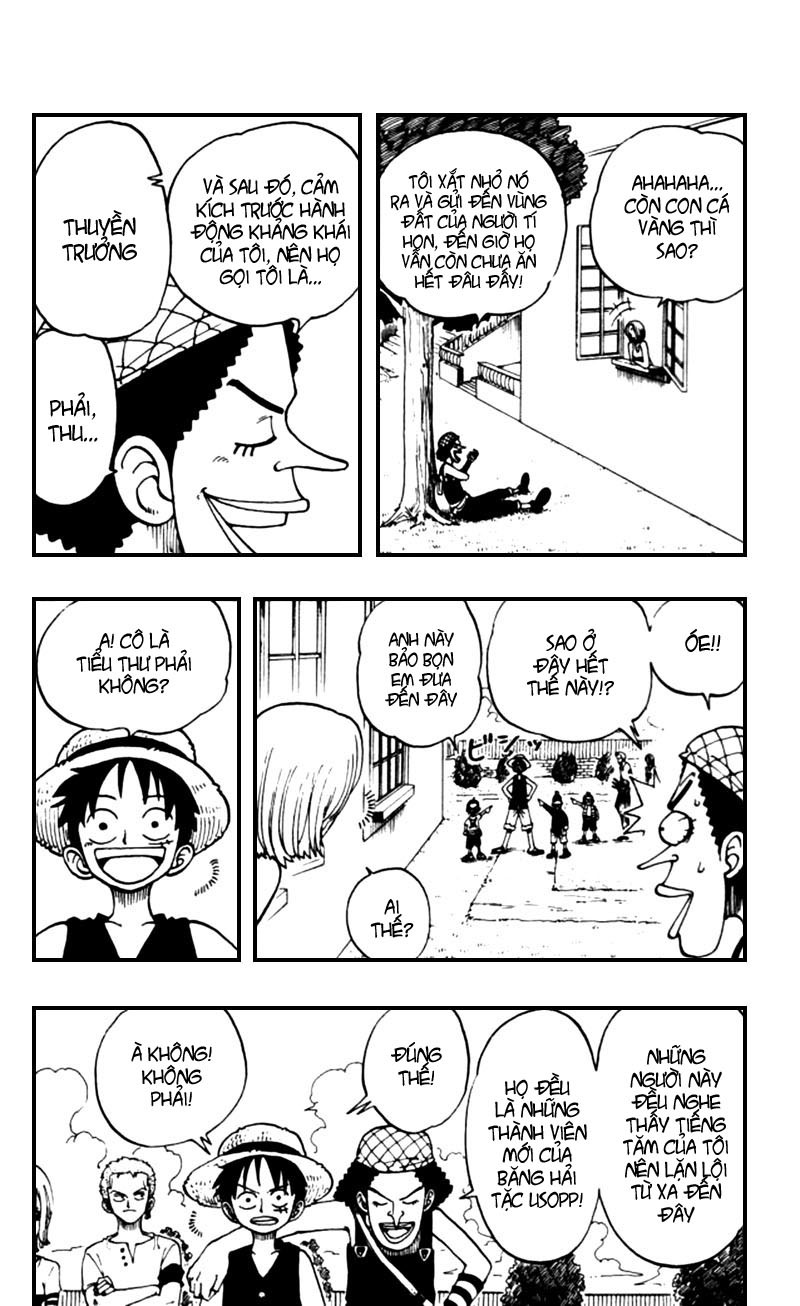 AHAHAHA...
CÒN CON CÁ
VÀNG THÌ
SAO?
TÔI XẮT NHỎ NÓ
RA VÀ GỬI ĐẾN VÙNG
ĐẤT CỦA NGƯỜI TÍ
HON, ĐẾN GIỜ HỌ
VẪN CÒN CHƯA ĂN
HẾT ĐÂU ĐẤY!
VÀ SAU ĐÓ, CẢM
KÍCH TRƯỚC HÀNH
ĐỘNG KHẢNG KHÁI
CỦA TÔI, NÊN HỌ
GỌI TÔI LÀ...
THUYỀN
TRƯỞNG
PHẢI,
THU...
ÓE!!
SAO Ở
ĐÂY HẾT
THẾ NÀY!?
ANH NÀY
BẢO BỌN
EM ĐƯA
ĐẾN ĐÂY
ビシッ
AI
THẾ?
A! CÔ LÀ
TIỂU THƯ PHẢI
KHÔNG?
NHỮNG
NGƯỜI NÀY
ĐỀU NGHE
THẤY TIẾNG
TĂM CỦA TÔI
NÊN LẶN LỘI
TỪ XA ĐẾN
ĐÂY
HỌ ĐỀU
LÀ NHỮNG
THÀNH VIÊN
MỚI CỦA
BĂNG HẢI
TẶC USOPP!
ĐÚNG
THẾ!
À KHÔNG!
KHÔNG
PHẢI!